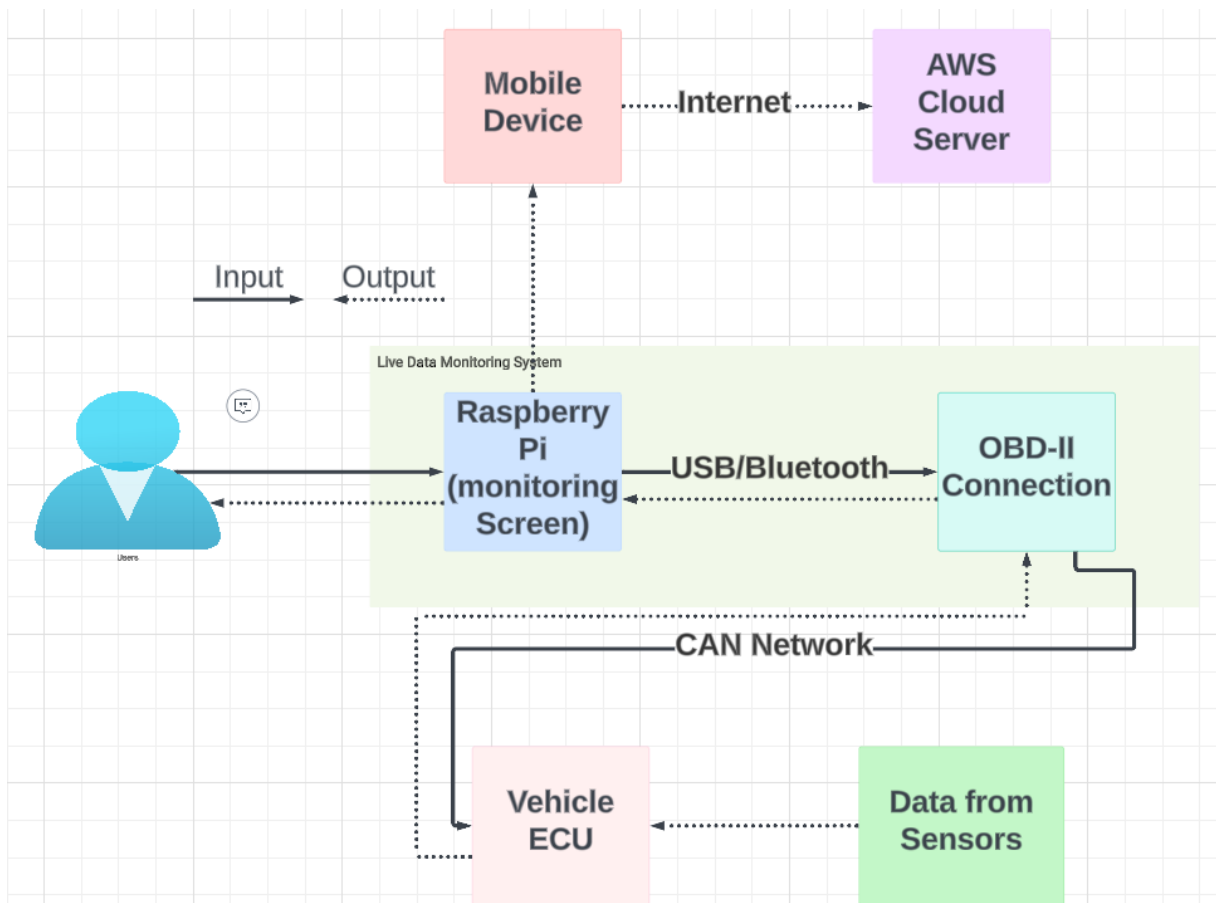 Mobile
Device
Internet
AWS
Cloud
Server
Input
Output
Live Data Monitoring System
Raspberry
Pi
(monitoring
Screen)
USB/Bluetooth
OBD-II
Connection
Users
CAN Network
Vehicle
ECU
Data from
Sensors